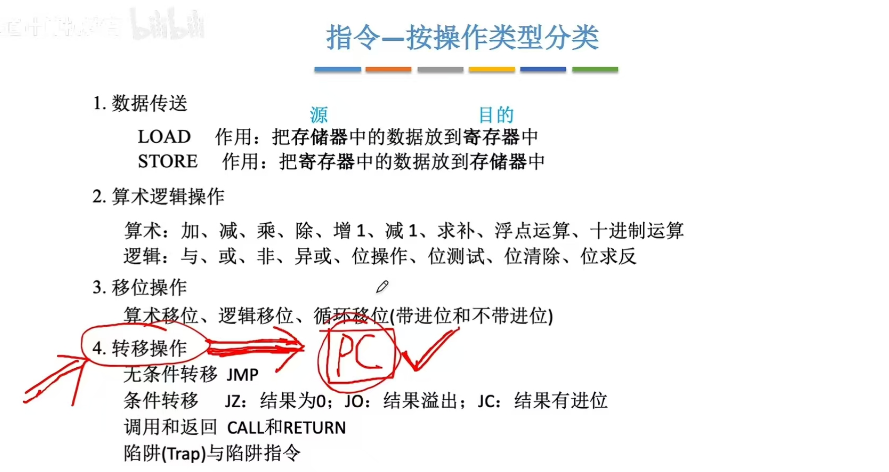 bilibili
指令—按操作类型分类
1. 数据传送
源 目的
LOAD 作用：把存储器中的数据放到寄存器中
STORE 作用：把寄存器中的数据放到存储器中
2. 算术逻辑操作
算术：加、减、乘、除、增 1、减 1、求补、浮点运算、十进制运算
逻辑：与、或、非、异或、位操作、位测试、位清除、位求反
3. 移位操作
算术移位、逻辑移位、循环移位(带进位和不带进位)
4. 转移操作 PC
无条件转移 JMP
条件转移 JZ：结果为0；JO：结果溢出；JC：结果有进位
调用和返回 CALL和RETURN
陷阱(Trap)与陷阱指令